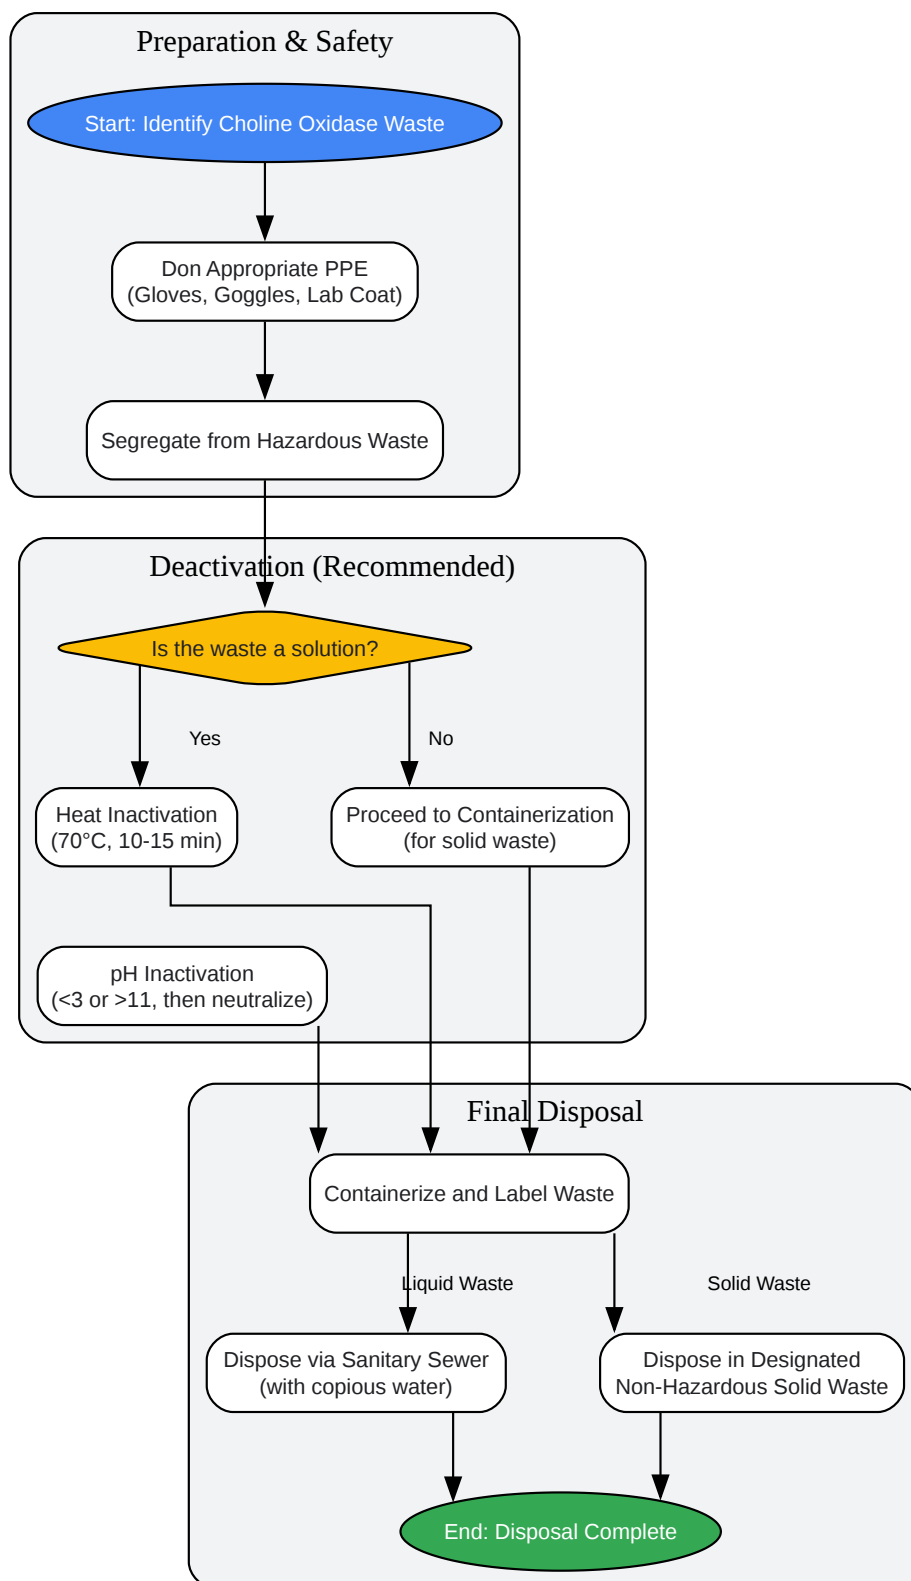 Preparation & Safety
Start: Identify Choline Oxidase Waste
Don Appropriate PPE
(Gloves, Goggles, Lab Coat)
Segregate from Hazardous Waste
Deactivation (Recommended)
Is the waste a solution?
Yes
No
Heat Inactivation
(70°C, 10-15 min)
Proceed to Containerization
(for solid waste)
pH Inactivation
(<3 or >11, then neutralize)
Final Disposal
Containerize and Label Waste
Liquid Waste
Solid Waste
Dispose via Sanitary Sewer
(with copious water)
Dispose in Designated
Non-Hazardous Solid Waste
End: Disposal Complete